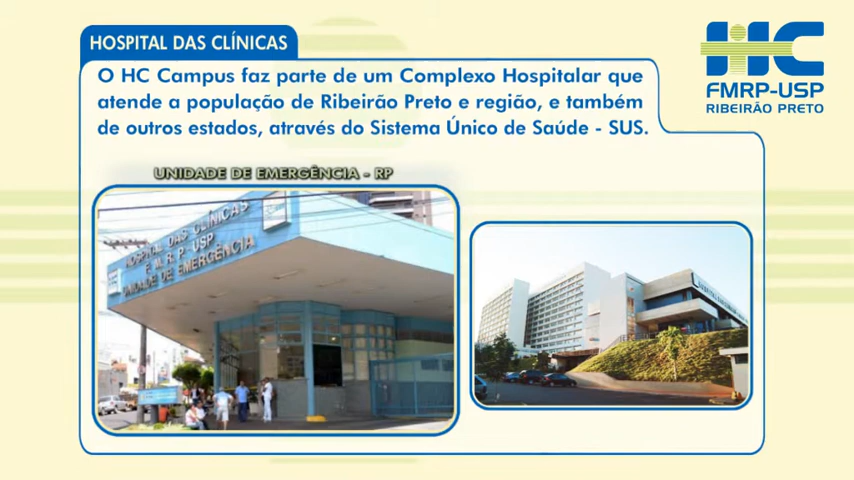 HOSPITAL DAS CLÍNICAS
O HC Campus faz parte de um Complexo Hospitalar que
atende a população de Ribeirão Preto e região, e também
de outros estados, através do Sistema Único de Saúde - SUS.
HC
FMRP-USP
RIBEIRÃO PRETO
UNIDADE DE EMERGÊNCIA - RP
HOSPITAL DAS CLÍNICAS
F. M. R. P - USP
UNIDADE DE EMERGÊNCIA